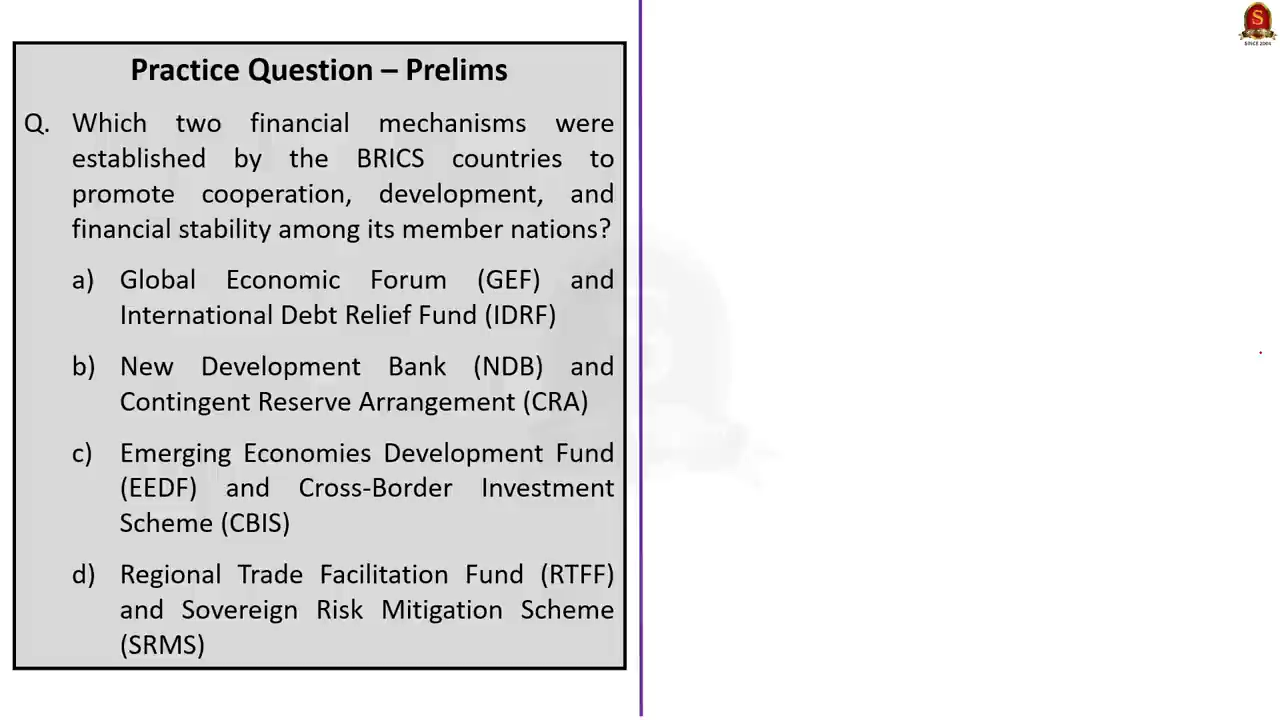 S
SINCE 2004
Practice Question – Prelims
Q. Which two financial mechanisms were
established by the BRICS countries to
promote cooperation, development, and
financial stability among its member nations?
a) Global Economic Forum (GEF) and
International Debt Relief Fund (IDRF)
b) New Development Bank (NDB) and
Contingent Reserve Arrangement (CRA)
c) Emerging Economies Development Fund
(EEDF) and Cross-Border Investment
Scheme (CBIS)
d) Regional Trade Facilitation Fund (RTFF)
and Sovereign Risk Mitigation Scheme
(SRMS)